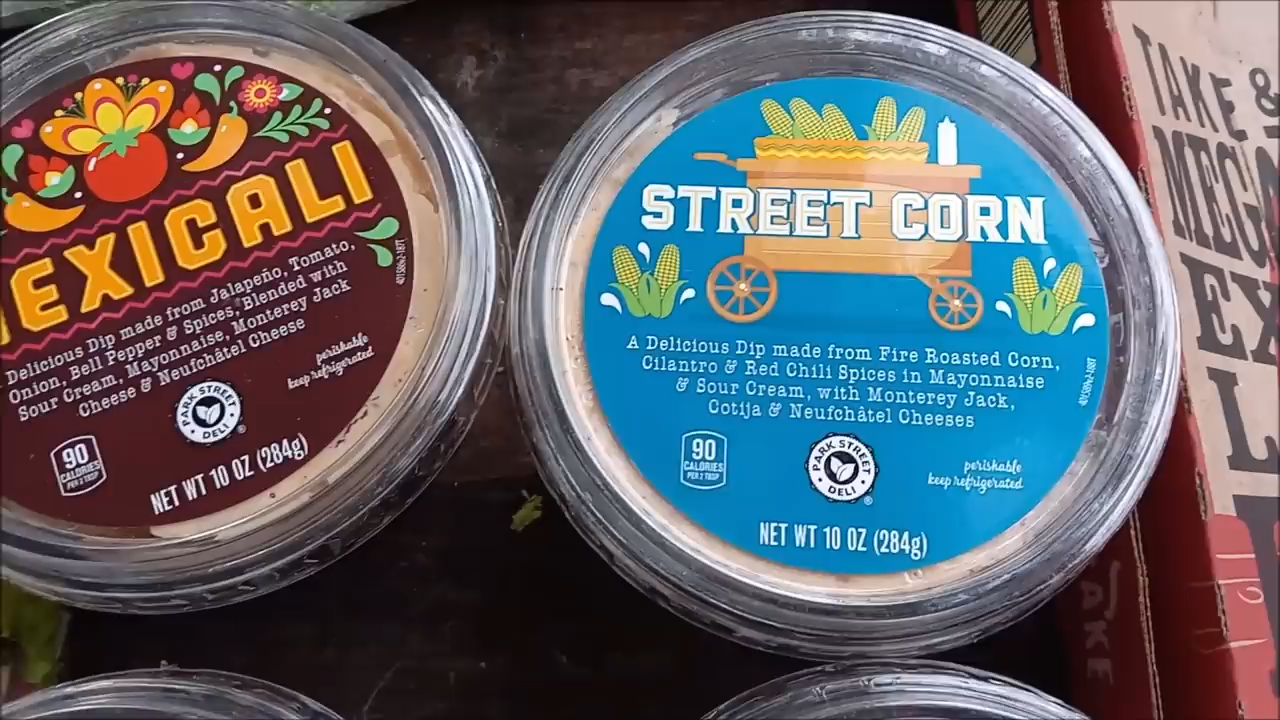 EXICALI
Delicious Dip made from Jalapeño, Tomato,
Onion, Bell Pepper & Spices, Blended with
Sour Cream, Mayonnaise, Monterey Jack
Cheese & Neufchâtel Cheese
perishable
keep refrigerated
90
CALORIES
PER 2 TBSP
PARK STREET
DELI
NET WT 10 OZ (284g)
STREET CORN
A Delicious Dip made from Fire Roasted Corn,
Cilantro & Red Chili Spices in Mayonnaise
& Sour Cream, with Monterey Jack,
Cotija & Neufchâtel Cheeses
90
CALORIES
PER 2 TBSP
PARK STREET
DELI
®
perishable
keep refrigerated
NET WT 10 OZ (284g)
TAKE &
EX
L